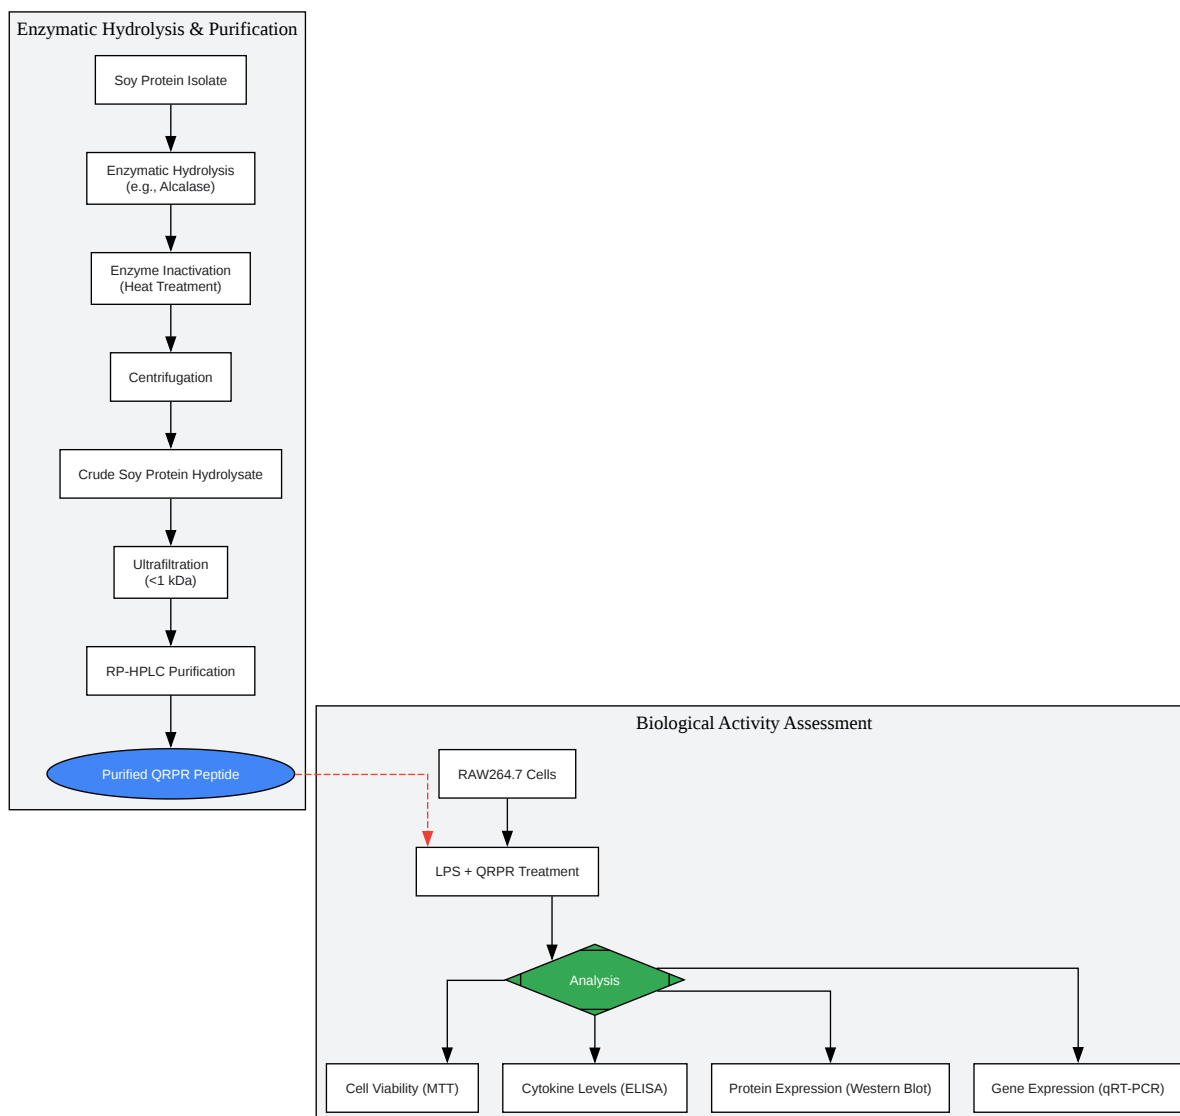 Enzymatic Hydrolysis & Purification
Soy Protein Isolate
Enzymatic Hydrolysis
(e.g., Alcalase)
Enzyme Inactivation
(Heat Treatment)
Centrifugation
Crude Soy Protein Hydrolysate
Ultrafiltration
(<1 kDa)
RP-HPLC Purification
Purified QRPR Peptide
Biological Activity Assessment
RAW264.7 Cells
LPS + QRPR Treatment
Analysis
Cell Viability (MTT)
Cytokine Levels (ELISA)
Protein Expression (Western Blot)
Gene Expression (qRT-PCR)